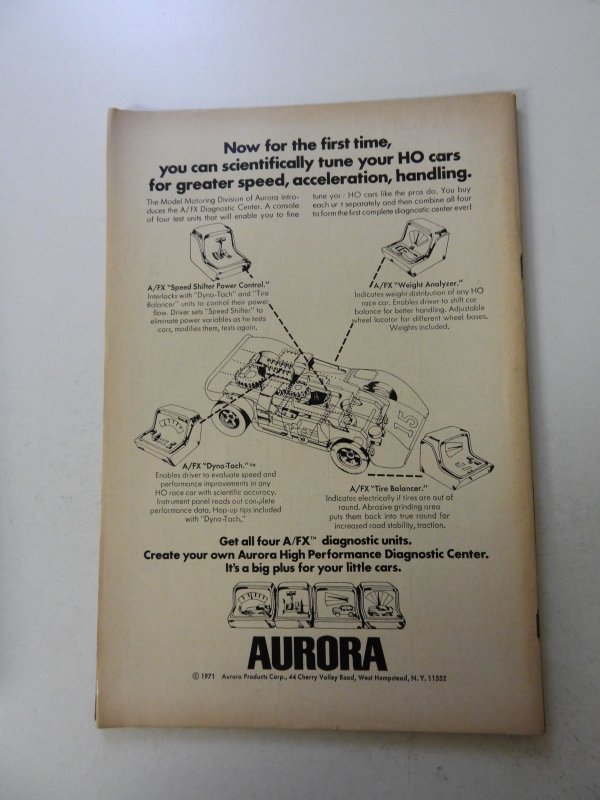 Now for the first time,
you can scientifically tune your HO cars
for greater speed, acceleration, handling.
The Model Motoring Division of Aurora intro-
duces the A/FX Diagnostic Center. A console
of four test units that will enable you to fine
tune your HO cars like the pros do. You buy
each unit separately and then combine all four
to form the first complete diagnostic center ever!
A/FX "Speed Shifter Power Control."
Interlocks with "Dyno-Tach" and "Tire
Balancer" units to control their power
flow. Driver sets "Speed Shifter" to
eliminate power variables as he tests
cars, modifies them, tests again.
A/FX "Weight Analyzer."
Indicates weight distribution of any HO
race car. Enables driver to shift car
balance for better handling. Adjustable
wheel locator for different wheel bases.
Weights included.
15
A/FX "Dyno-Tach."™
Enables driver to evaluate speed and
performance improvements in any
HO race car with scientific accuracy.
Instrument panel reads out complete
performance data. Hop-up tips included
with "Dyno-Tach."
A/FX "Tire Balancer."
Indicates electrically if tires are out of
round. Abrasive grinding area
puts them back into true round for
increased road stability, traction.
Get all four A/FX™ diagnostic units.
Create your own Aurora High Performance Diagnostic Center.
It's a big plus for your little cars.
AURORA
© 1971 Aurora Products Corp., 44 Cherry Valley Road, West Hempstead, N. Y. 11552